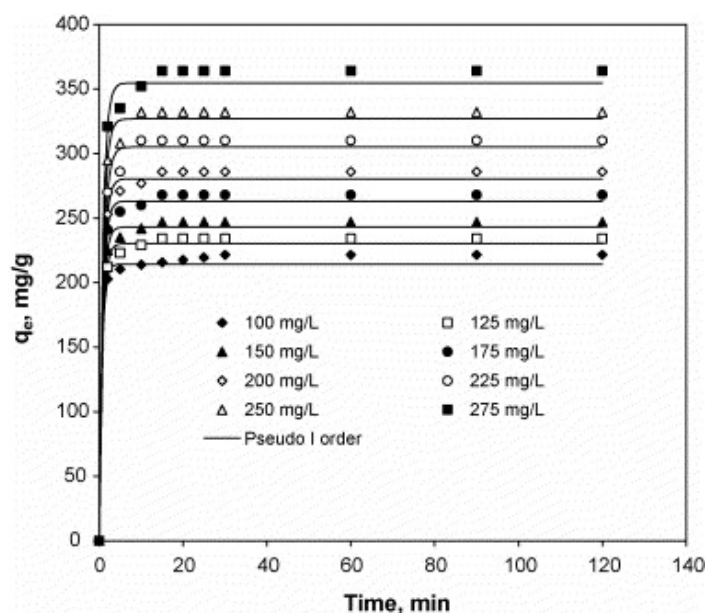 400
350
300
250
200
150
100
50
0
qe, mg/g
100 mg/L 125 mg/L
150 mg/L 175 mg/L
200 mg/L 225 mg/L
250 mg/L 275 mg/L
Pseudo I order
0 20 40 60 80 100 120 140
Time, min